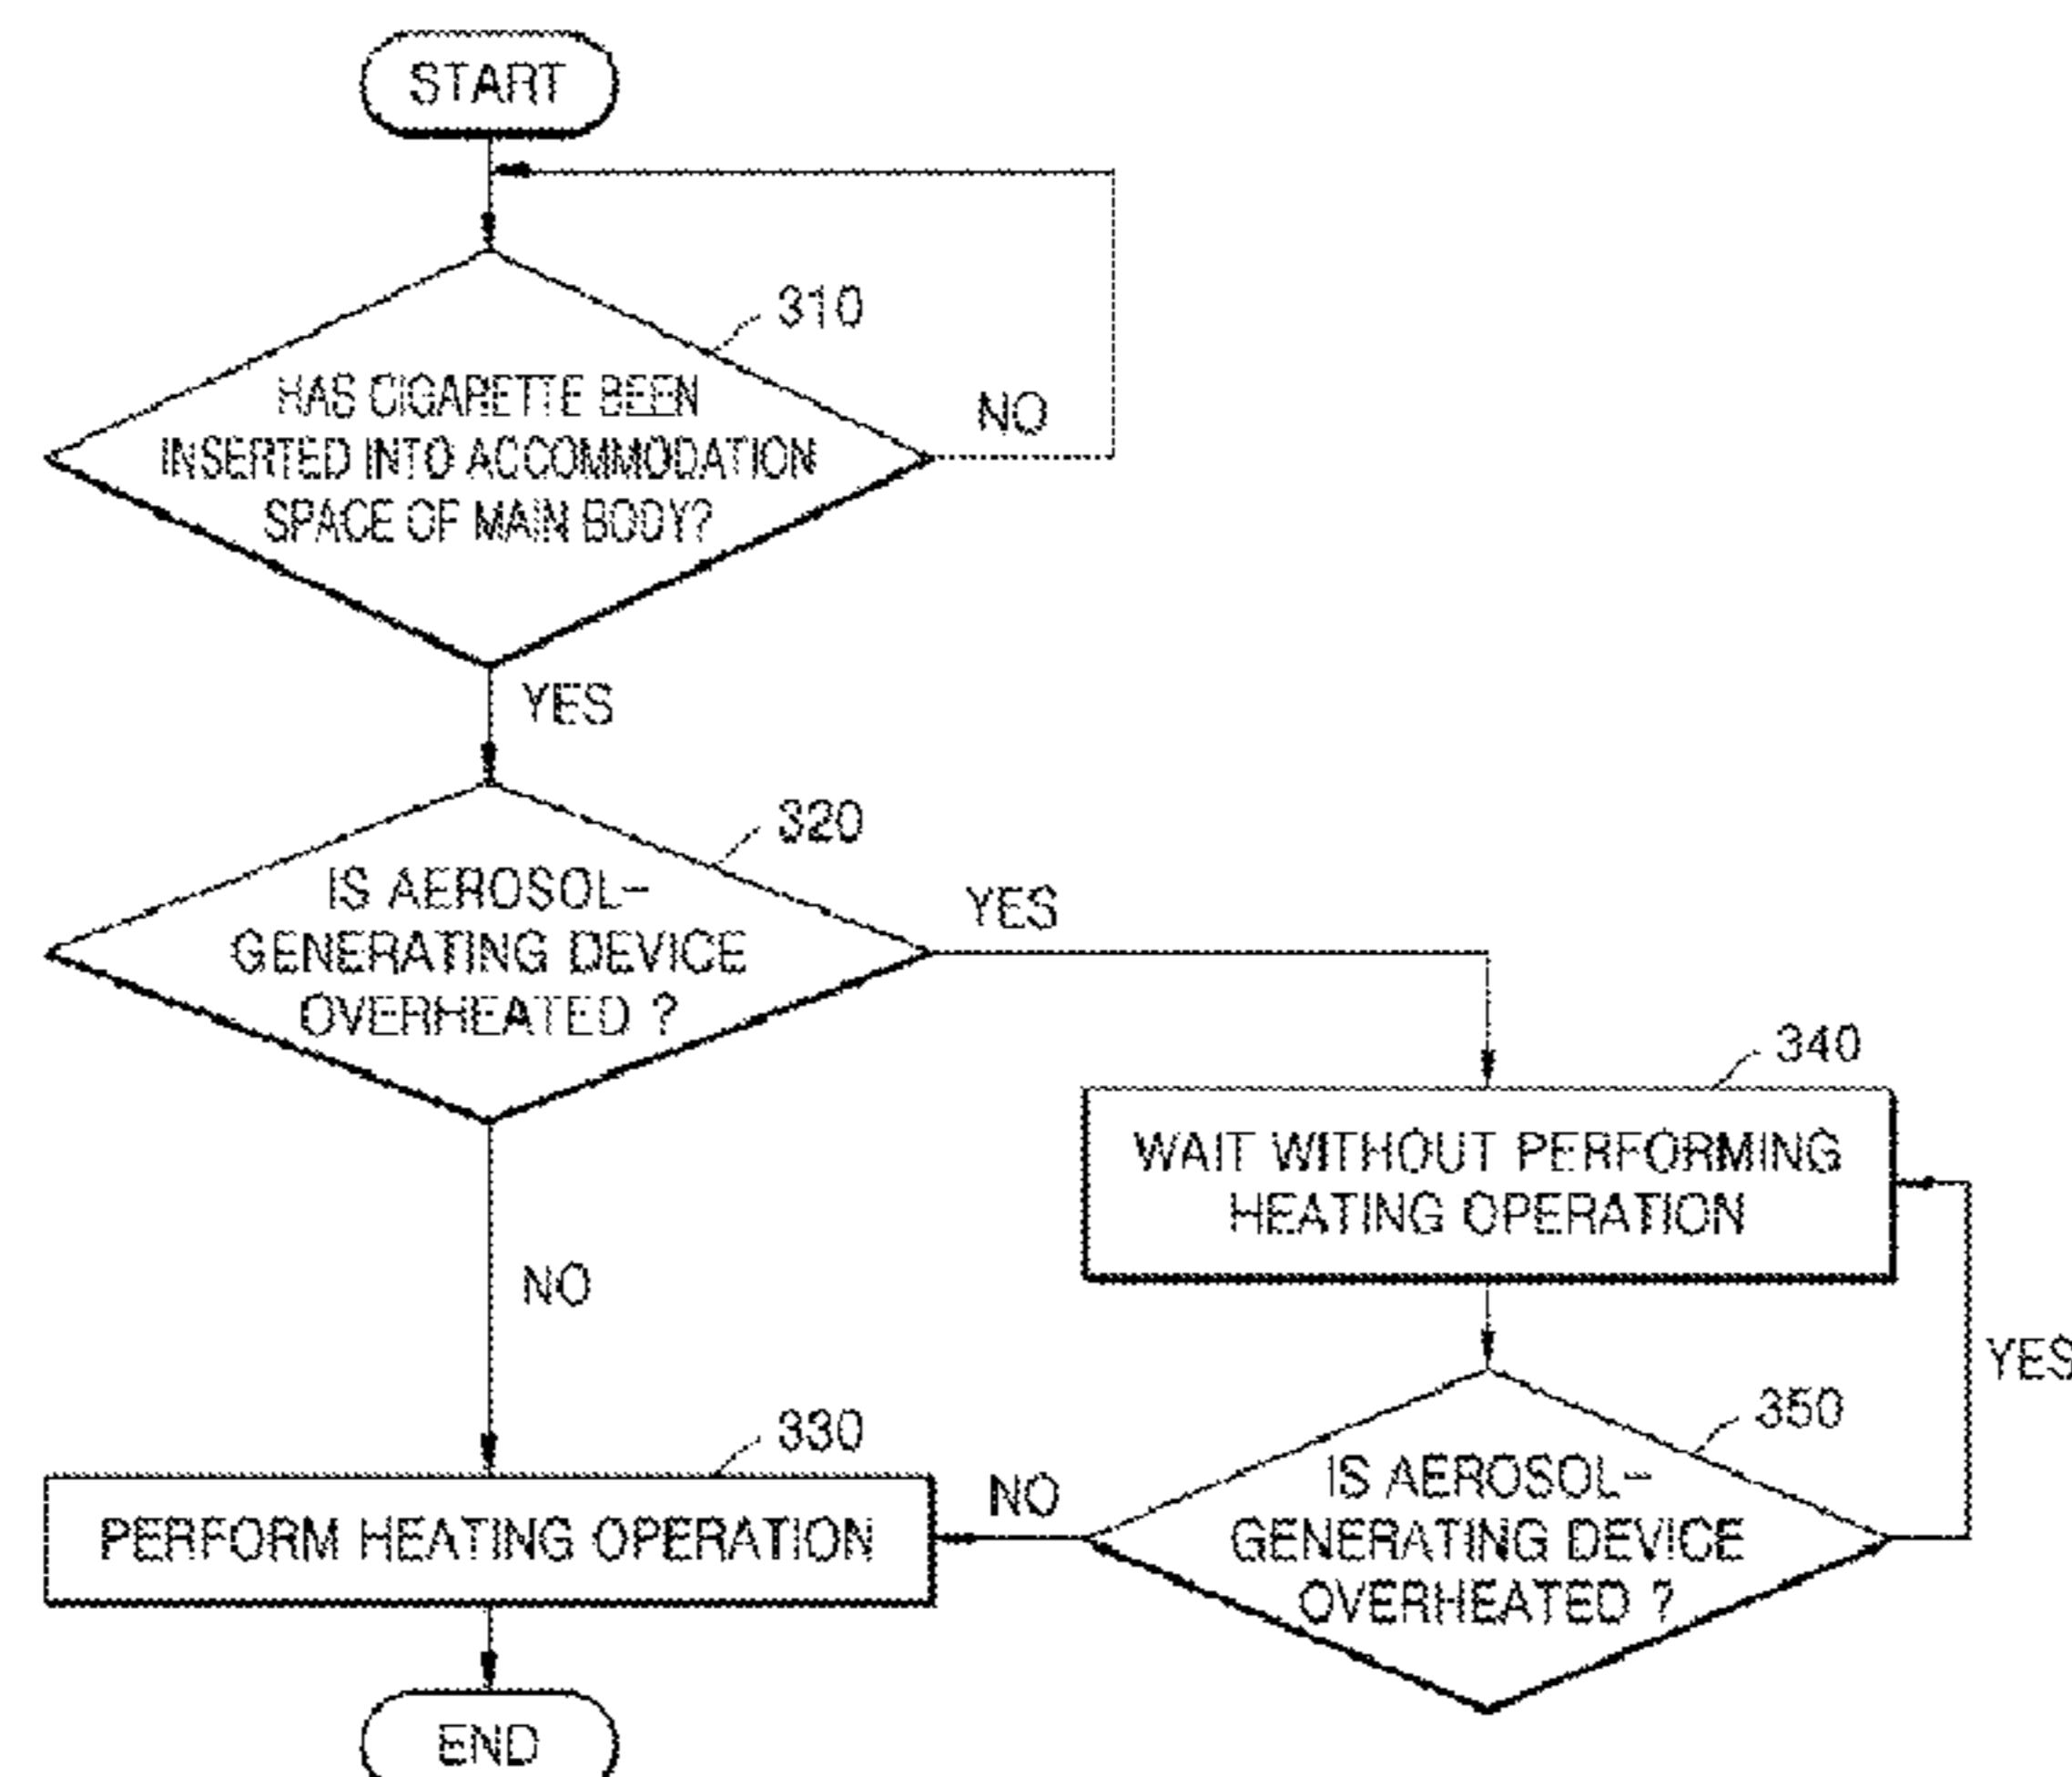 START
310
HAS CIGARETTE BEEN
INSERTED INTO ACCOMMODATION
SPACE OF MAIN BODY?
NO
YES
320
IS AEROSOL-
GENERATING DEVICE
OVERHEATED ?
YES
340
WAIT WITHOUT PERFORMING
HEATING OPERATION
NO
YES
350
IS AEROSOL-
GENERATING DEVICE
OVERHEATED ?
NO
330
PERFORM HEATING OPERATION
END